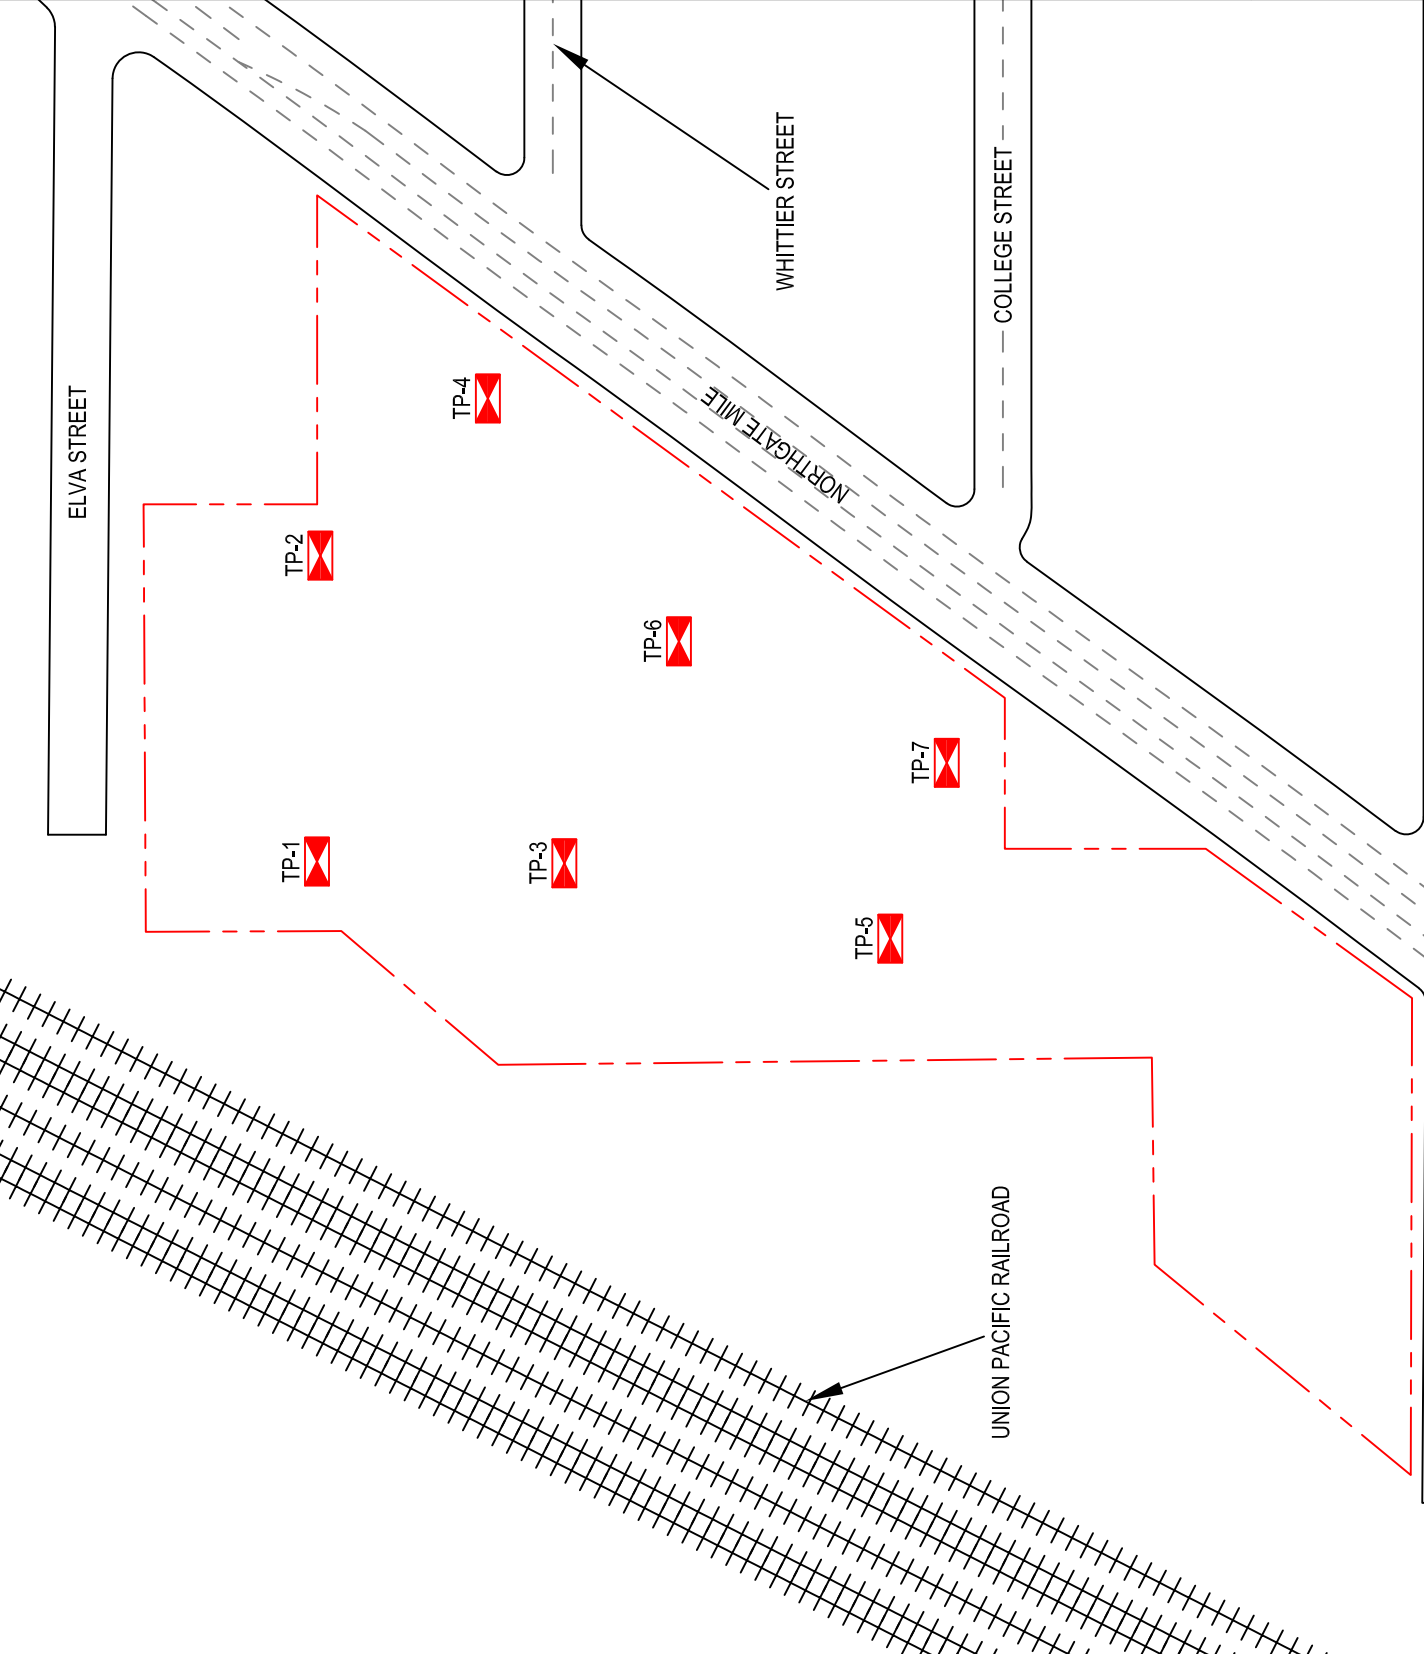 WHITTIER STREET
COLLEGE STREET
ELVA STREET
TP-4
NORTHGATE MILE
TP-2
TP-6
TP-7
TP-1
TP-3
TP-5
UNION PACIFIC RAILROAD